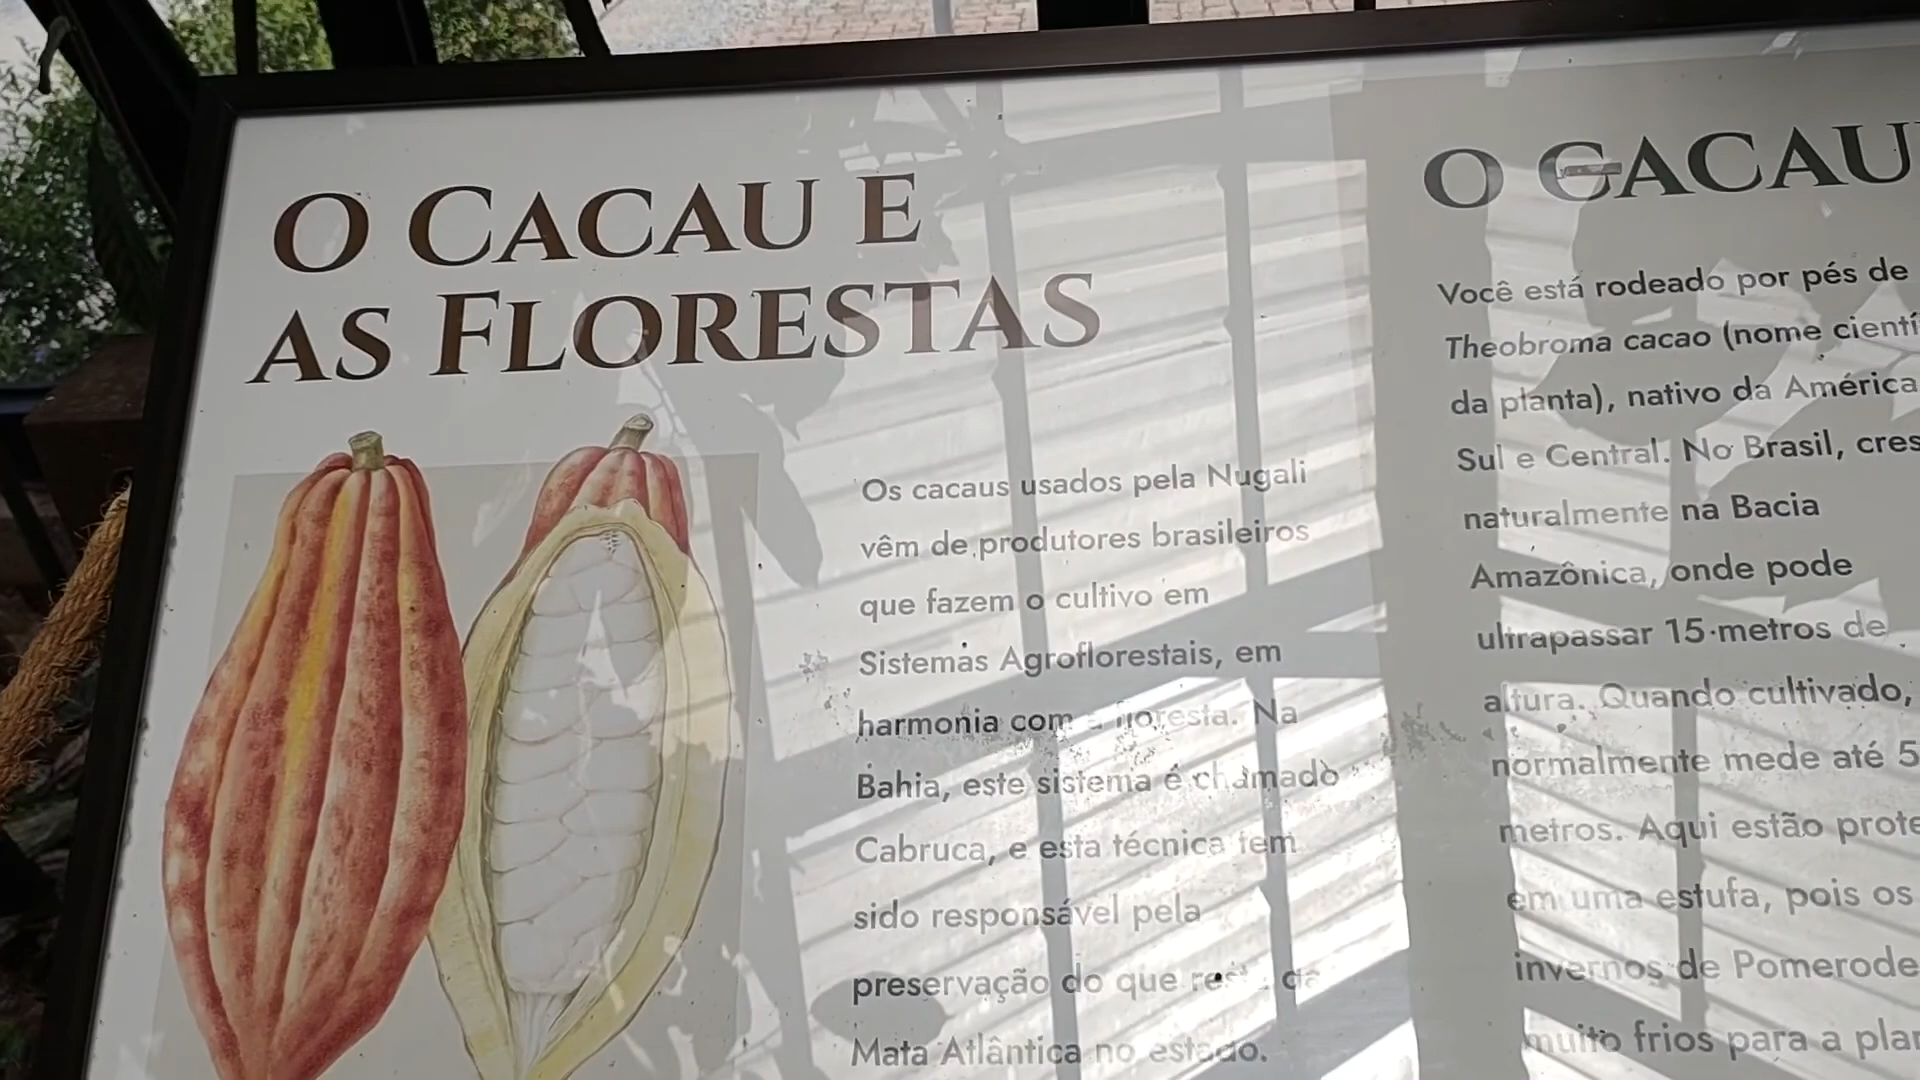 O CACAU E
AS FLORESTAS
Os cacaus usados pela Nugali
vêm de produtores brasileiros
que fazem o cultivo em
Sistemas Agroflorestais, em
harmonia com a floresta. Na
Bahia, este sistema é chamado
Cabruca, e esta técnica tem
sido responsável pela
preservação do que resta da
Mata Atlântica no estado.
O CACAU
Você está rodeado por pés de
Theobroma cacao (nome
da planta), nativo da América
Sul e Central. No Brasil,
naturalmente na Bacia
Amazônica, onde pode
ultrapassar 15 metros de
altura. Quando cultivado,
normalmente mede até 5
metros. Aqui estão
em uma estufa, pois os
invernos de Pomerode
muito frios para a